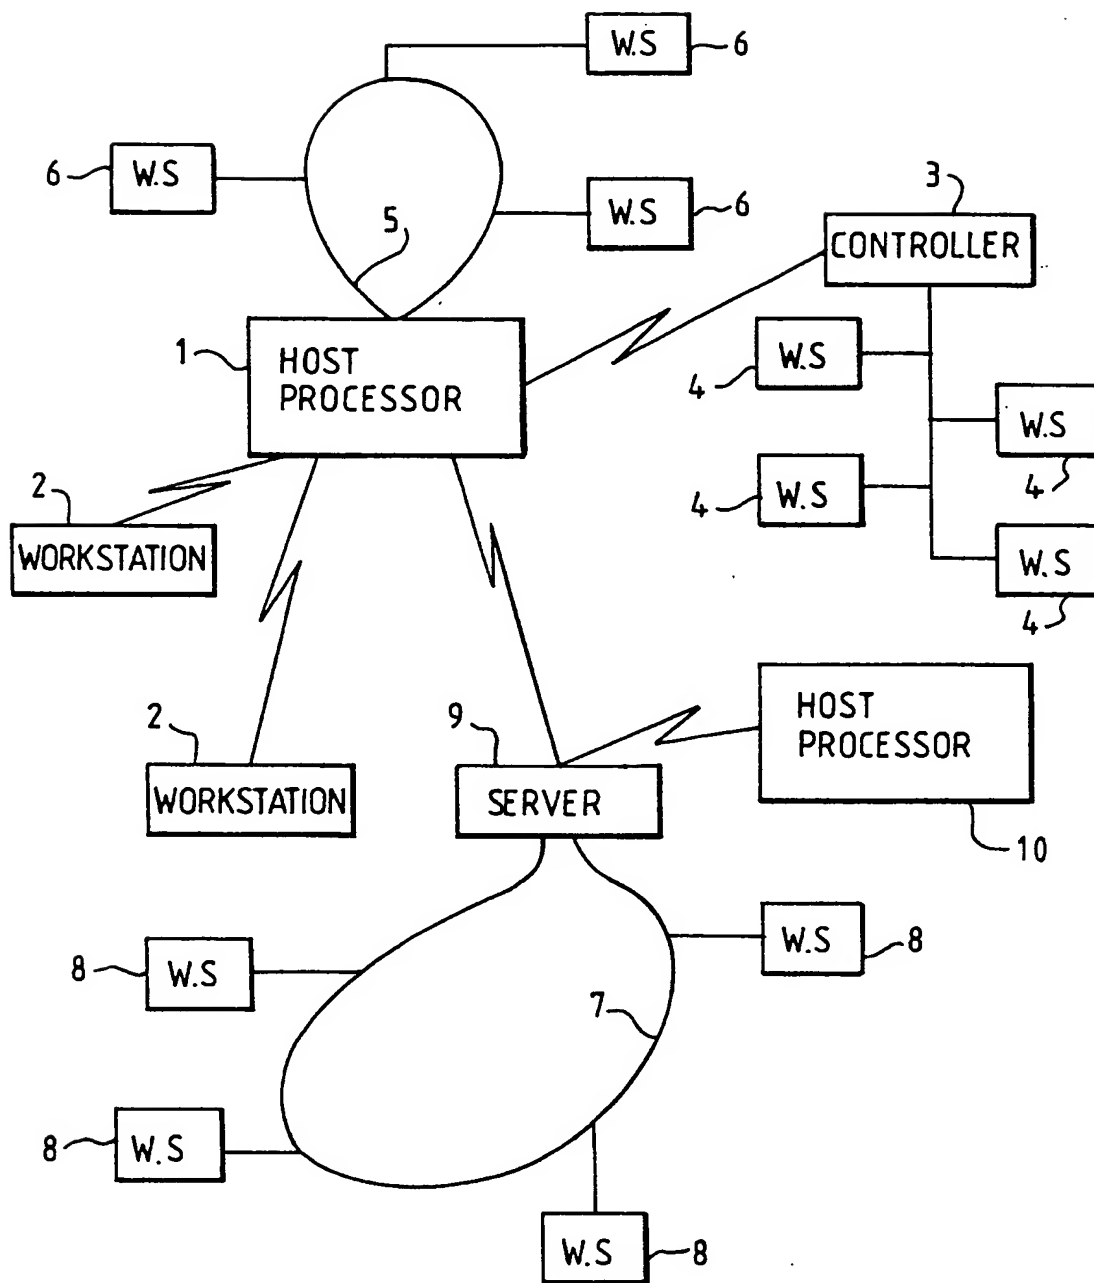 W.S
6
W.S
6
W.S
6
5
3
CONTROLLER
1
HOST
PROCESSOR
W.S
4
W.S
4
W.S
4
W.S
4
2
WORKSTATION
2
WORKSTATION
9
SERVER
HOST
PROCESSOR
10
W.S
8
W.S
8
7
W.S
8
W.S
8